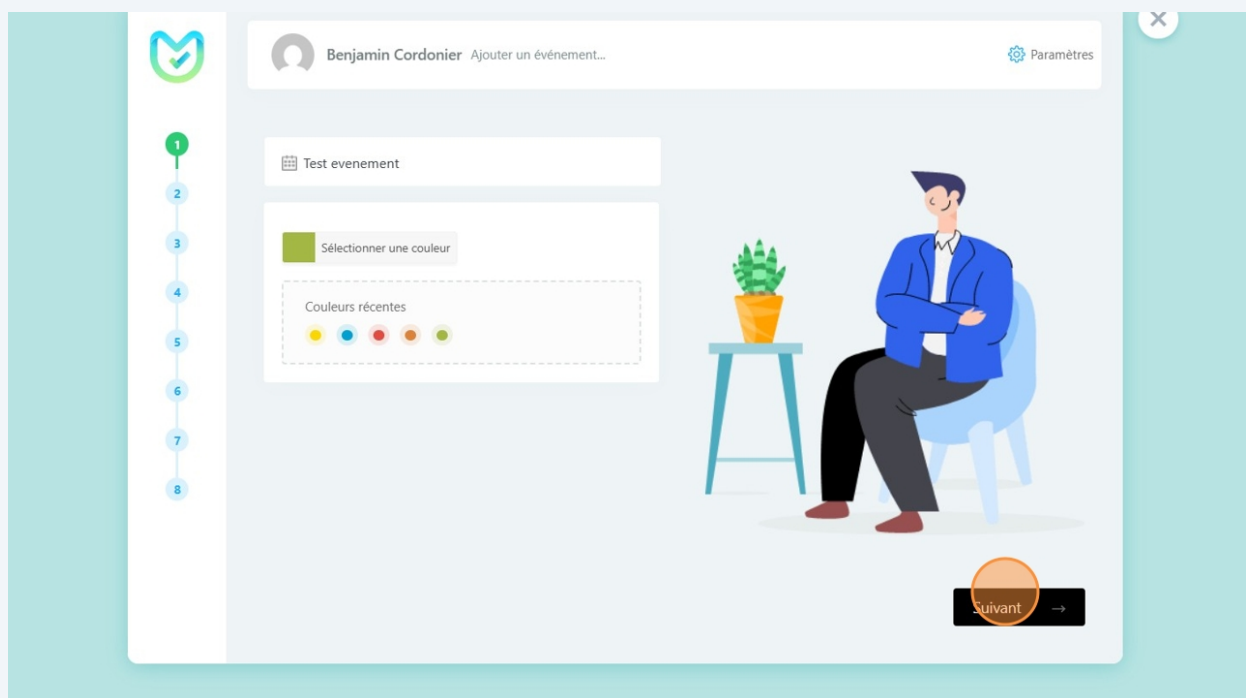 Benjamin Cordonier Ajouter un événement...
Paramètres
1
2
3
4
5
6
7
8
Test evenement
Sélectionner une couleur
Couleurs récentes
Suivant →